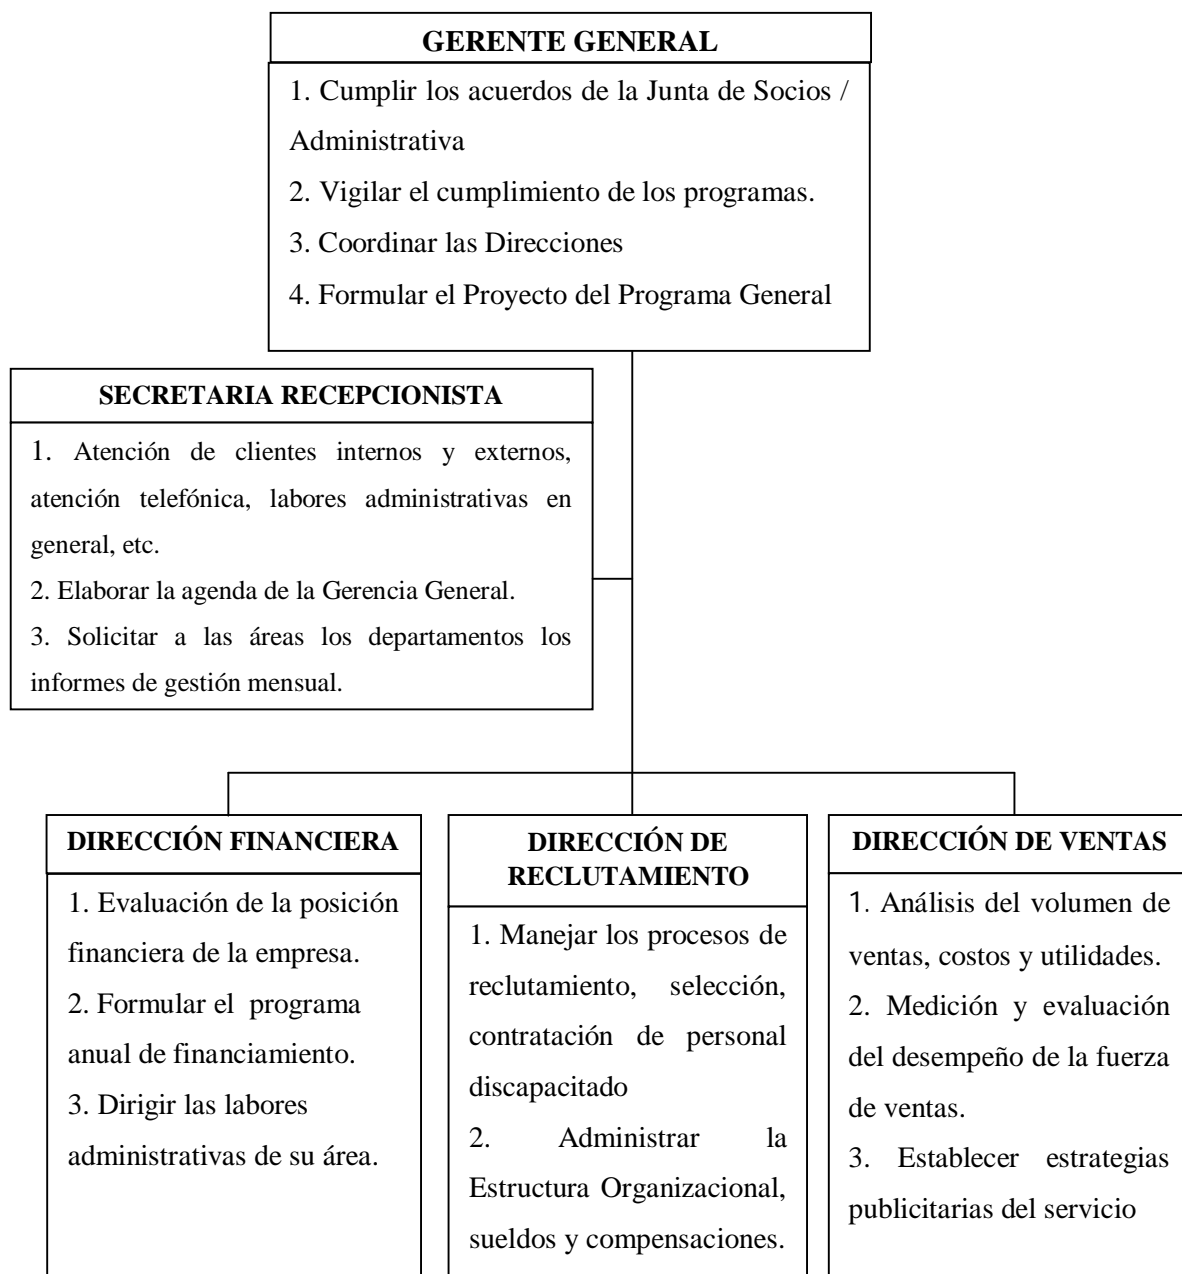 GERENTE GENERAL
1. Cumplir los acuerdos de la Junta de Socios /
Administrativa
2. Vigilar el cumplimiento de los programas.
3. Coordinar las Direcciones
4. Formular el Proyecto del Programa General
SECRETARIA RECEPCIONISTA
1. Atención de clientes internos y externos,
atención telefónica, labores administrativas en
general, etc.
2. Elaborar la agenda de la Gerencia General.
3. Solicitar a las áreas los departamentos los
informes de gestión mensual.
DIRECCIÓN FINANCIERA
1. Evaluación de la posición
financiera de la empresa.
2. Formular el programa
anual de financiamiento.
3. Dirigir las labores
administrativas de su área.
DIRECCIÓN DE
RECLUTAMIENTO
1. Manejar los procesos de
reclutamiento, selección,
contratación de personal
discapacitado
2. Administrar la
Estructura Organizacional,
sueldos y compensaciones.
DIRECCIÓN DE VENTAS
1. Análisis del volumen de
ventas, costos y utilidades.
2. Medición y evaluación
del desempeño de la fuerza
de ventas.
3. Establecer estrategias
publicitarias del servicio